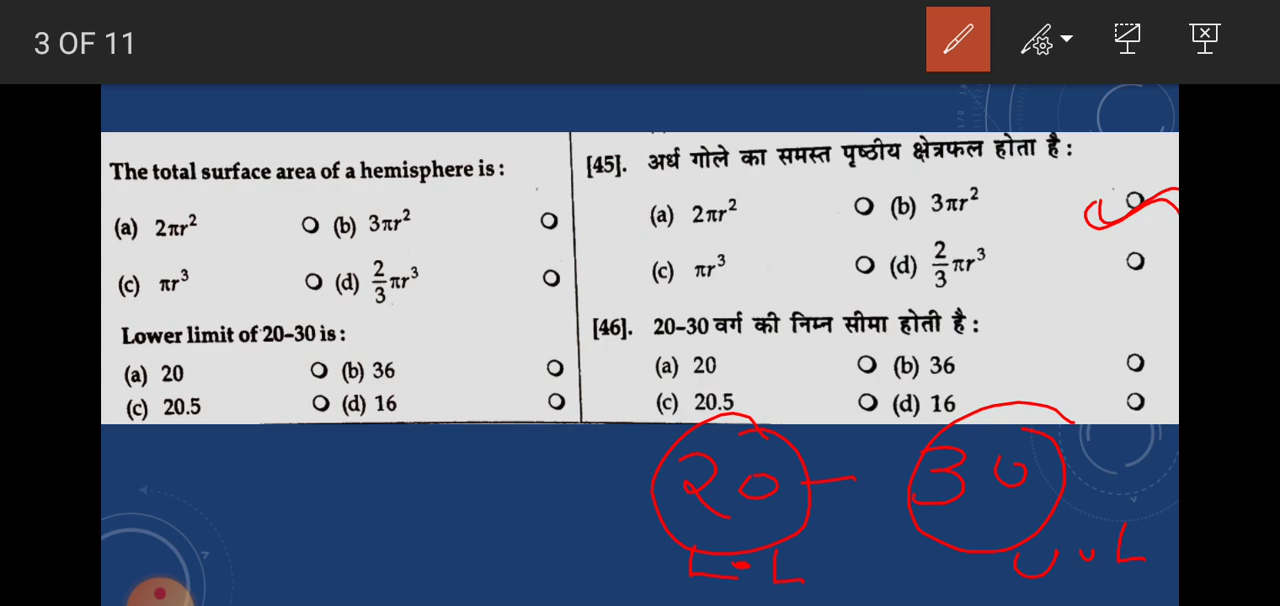 3 OF 11
The total surface area of a hemisphere is :
(a) 2πr² (b) 3πr²
(c) πr³ (d) 2/3 πr³
Lower limit of 20–30 is :
(a) 20 (b) 36
(c) 20.5 (d) 16
[45]. अर्ध गोले का समस्त पृष्ठीय क्षेत्रफल होता है :
(a) 2πr² (b) 3πr²
(c) πr³ (d) 2/3 πr³
[46]. 20–30 वर्ग की निम्न सीमा होती है :
(a) 20 (b) 36
(c) 20.5 (d) 16
20 – 30
L.L U.L